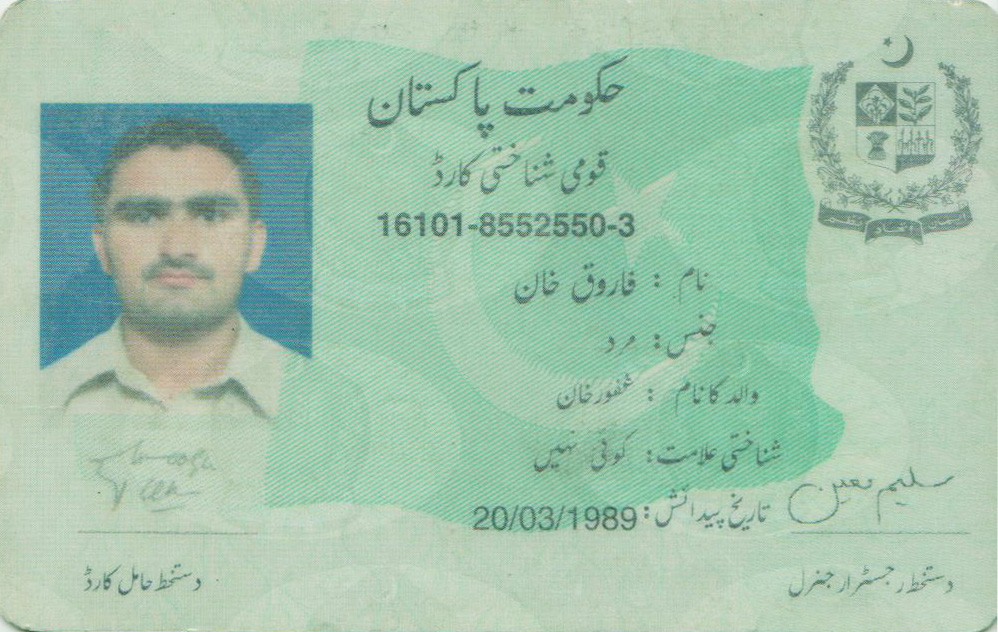 حکومت پاکستان
قومی شناختی کارڈ
16101-8552550-3
نام : فاروق خان
جنس : مرد
والد کا نام : غفور خان
شناختی علامت : کوئی نہیں
تاریخ پیدائش : 20/03/1989
سلیم معین
دستخط رجسٹرار جنرل
دستخط حامل کارڈ